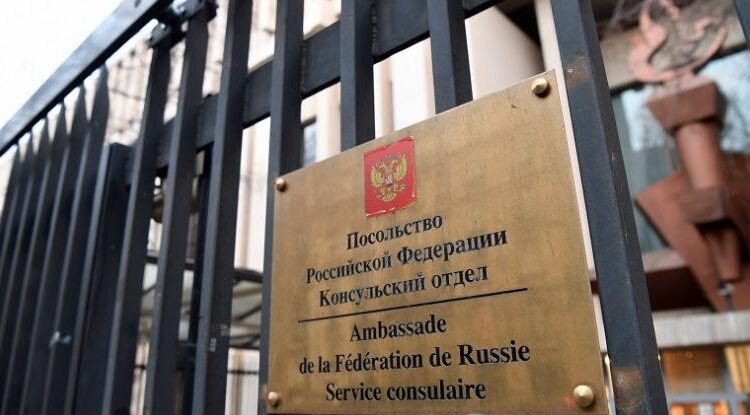 Посольство
Российской Федерации
Консульский отдел
Ambassade
de la Fédération de Russie
Service consulaire